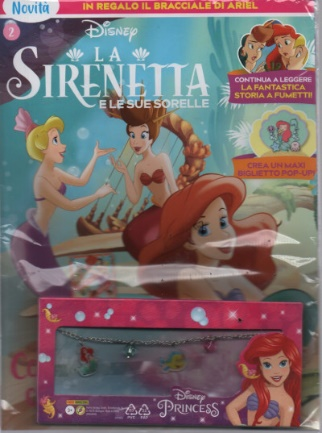 Novità
IN REGALO IL BRACCIALE DI ARIEL
2
Disney
LA
SIRENETTA
E LE SUE SORELLE
CONTINUA A LEGGERE
LA FANTASTICA
STORIA A FUMETTI!
CREA UN MAXI
BIGLIETTO POP-UP!
Disney
PRINCESS